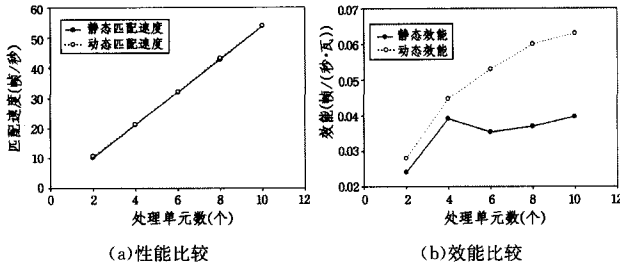 60
50
40
30
20
10
0
静态匹配速度
动态匹配速度
匹配速度(帧/秒)
0 2 4 6 8 10 12
处理单元数(个)
(a)性能比较
0.07
0.06
0.05
0.04
0.03
0.02
静态效能
动态效能
效能(帧/(秒·瓦))
0 2 4 6 8 10 12
处理单元数(个)
(b)效能比较